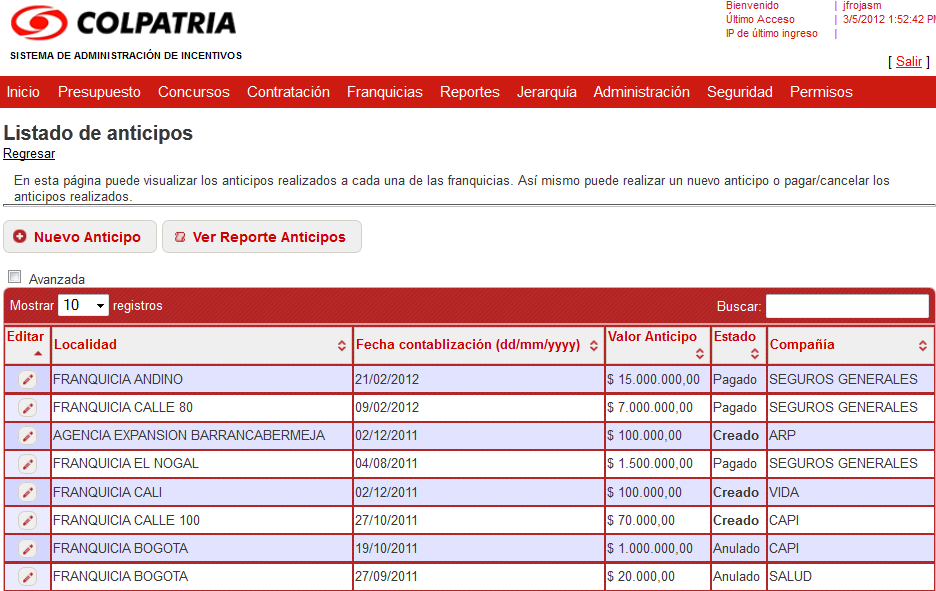 COLPATRIA
SISTEMA DE ADMINISTRACIÓN DE INCENTIVOS
Bienvenido | jfrojasm
Último Acceso | 3/5/2012 1:52:42 PM
IP de último ingreso |
[ Salir ]
Inicio Presupuesto Concursos Contratación Franquicias Reportes Jerarquía Administración Seguridad Permisos
Listado de anticipos
Regresar
En esta página puede visualizar los anticipos realizados a cada una de las franquicias. Así mismo puede realizar un nuevo anticipo o pagar/cancelar los
anticipos realizados.
Nuevo Anticipo Ver Reporte Anticipos
Avanzada
Mostrar 10 registros Buscar:
Editar Localidad Fecha contablización (dd/mm/yyyy) Valor Anticipo Estado Compañía
FRANQUICIA ANDINO 21/02/2012 $ 15.000.000,00 Pagado SEGUROS GENERALES
FRANQUICIA CALLE 80 09/02/2012 $ 7.000.000,00 Pagado SEGUROS GENERALES
AGENCIA EXPANSION BARRANCABERMEJA 02/12/2011 $ 100.000,00 Creado ARP
FRANQUICIA EL NOGAL 04/08/2011 $ 1.500.000,00 Pagado SEGUROS GENERALES
FRANQUICIA CALI 02/12/2011 $ 100.000,00 Creado VIDA
FRANQUICIA CALLE 100 27/10/2011 $ 70.000,00 Creado CAPI
FRANQUICIA BOGOTA 19/10/2011 $ 1.000.000,00 Anulado CAPI
FRANQUICIA BOGOTA 27/09/2011 $ 20.000,00 Anulado SALUD